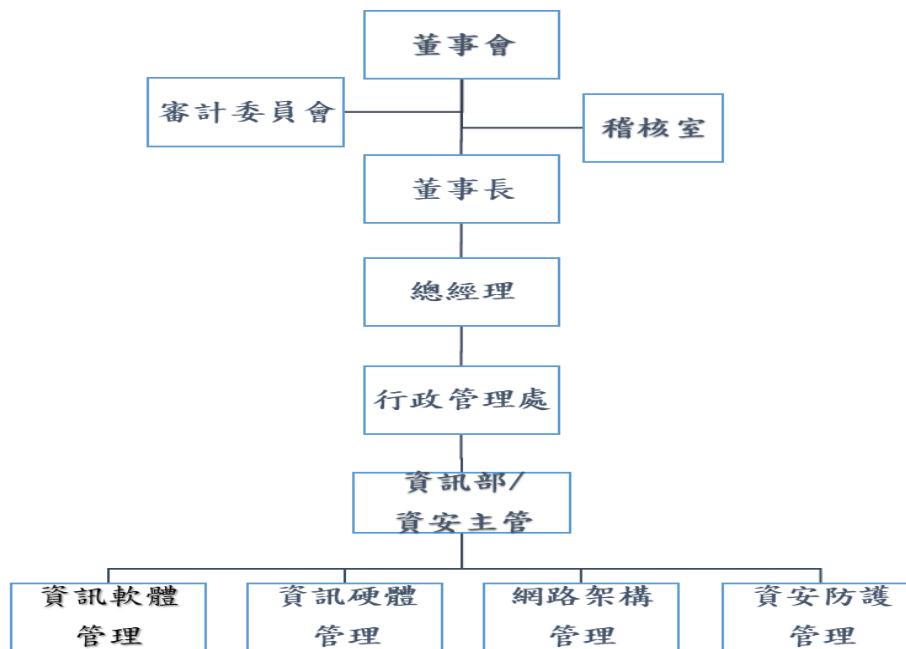 董事會
審計委員會
稽核室
董事長
總經理
行政管理處
資訊部/
資安主管
資訊軟體
管理
資訊硬體
管理
網路架構
管理
資安防護
管理